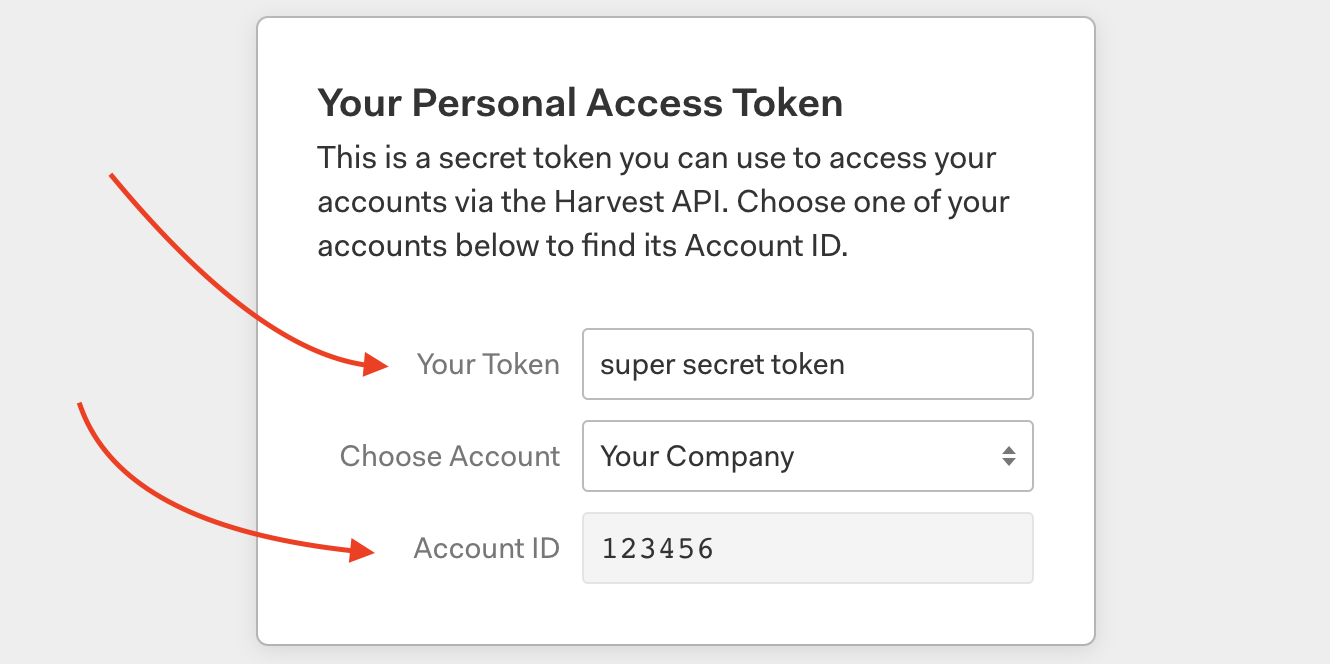 Your Personal Access Token
This is a secret token you can use to access your
accounts via the Harvest API. Choose one of your
accounts below to find its Account ID.
Your Token super secret token
Choose Account Your Company
Account ID 123456